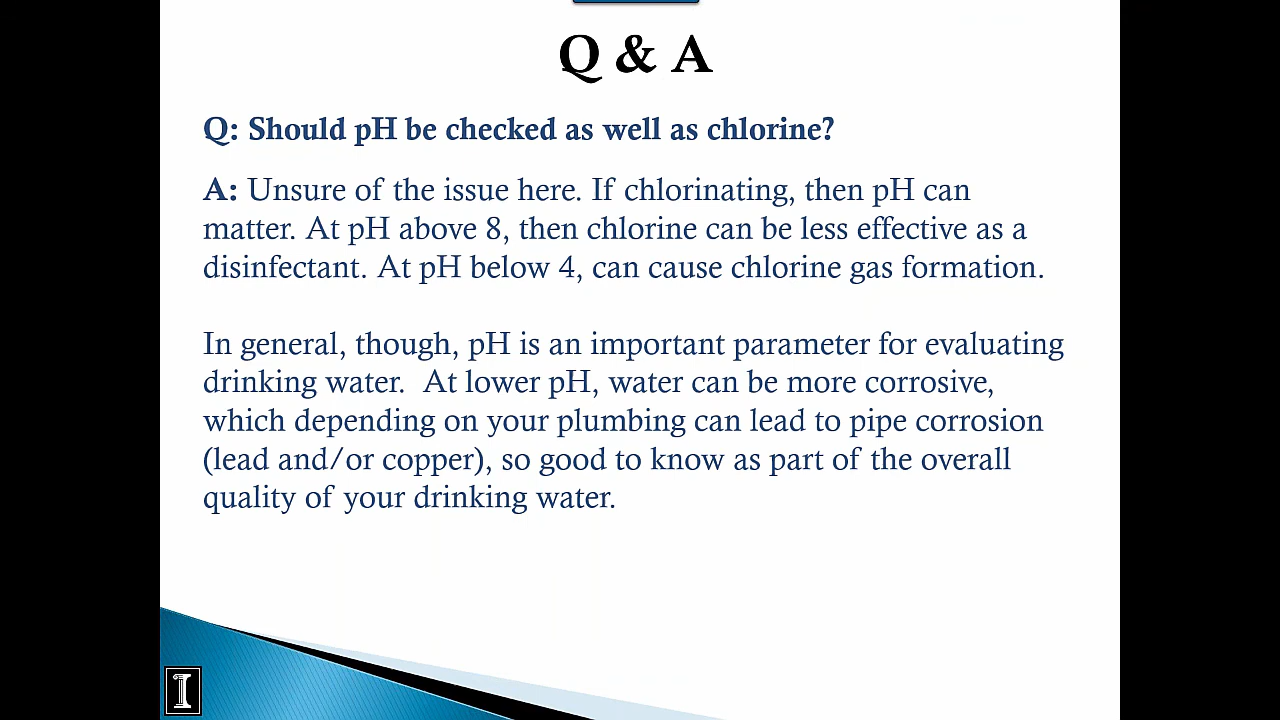 Q & A
Q: Should pH be checked as well as chlorine?
A: Unsure of the issue here. If chlorinating, then pH can
matter. At pH above 8, then chlorine can be less effective as a
disinfectant. At pH below 4, can cause chlorine gas formation.
In general, though, pH is an important parameter for evaluating
drinking water.  At lower pH, water can be more corrosive,
which depending on your plumbing can lead to pipe corrosion
(lead and/or copper), so good to know as part of the overall
quality of your drinking water.
I